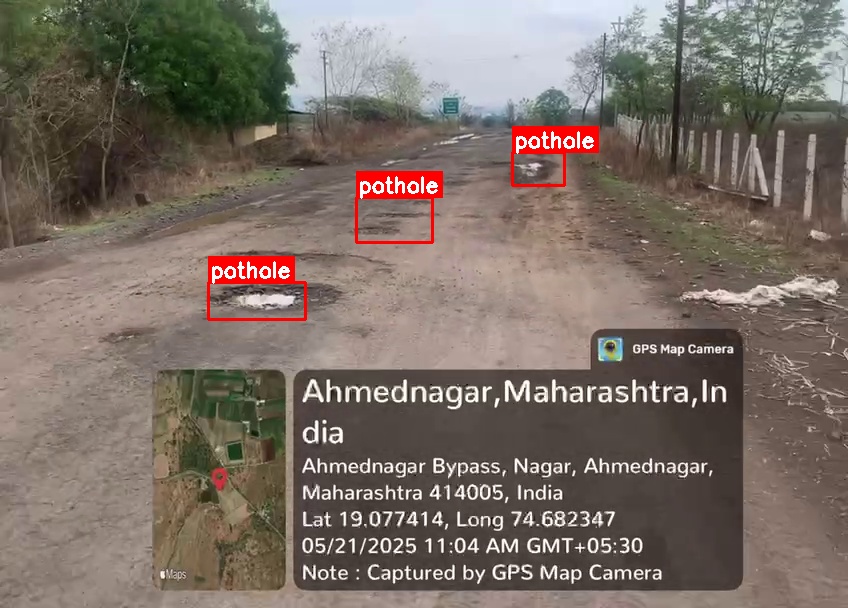 pothole
pothole
pothole
GPS Map Camera
Ahmednagar,Maharashtra,In
dia
Ahmednagar Bypass, Nagar, Ahmednagar,
Maharashtra 414005, India
Lat 19.077414, Long 74.682347
05/21/2025 11:04 AM GMT+05:30
Note : Captured by GPS Map Camera
Maps